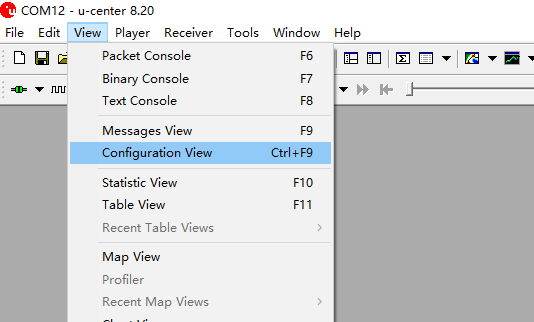 COM12 - u-center 8.20
File Edit View Player Receiver Tools Window Help
Packet Console F6
Binary Console F7
Text Console F8
Messages View F9
Configuration View Ctrl+F9
Statistic View F10
Table View F11
Recent Table Views
Map View
Profiler
Recent Map Views